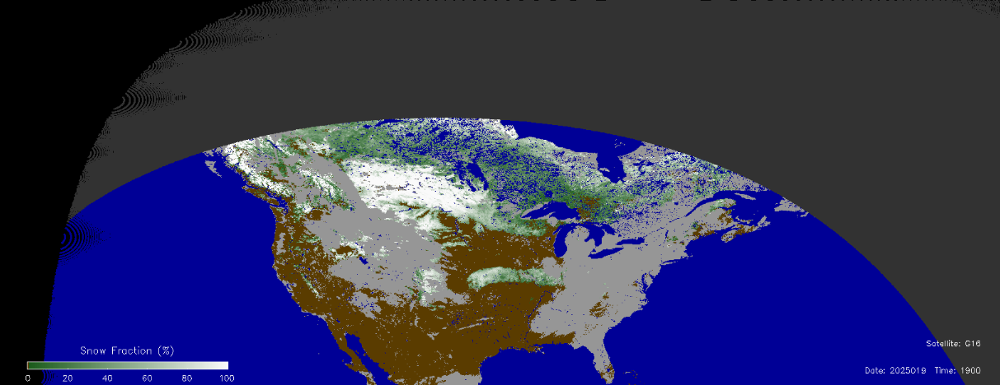 Snow Fraction (%)
0 20 40 60 80 100
Satellite: G16
Date: 2025019 Time: 1900